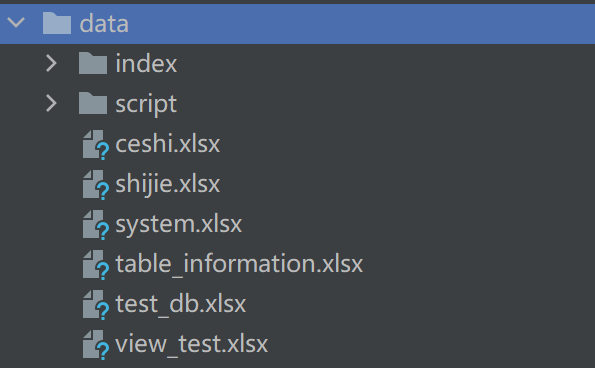 data
index
script
ceshi.xlsx
shijie.xlsx
system.xlsx
table_information.xlsx
test_db.xlsx
view_test.xlsx